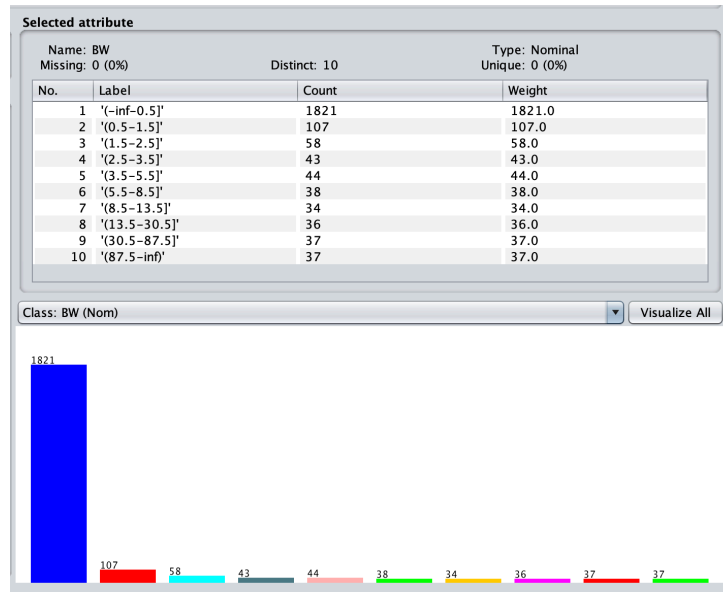 Selected attribute
Name: BW Type: Nominal
Missing: 0 (0%) Distinct: 10 Unique: 0 (0%)
No. Label Count Weight
1 '(-inf-0.5]' 1821 1821.0
2 '(0.5-1.5]' 107 107.0
3 '(1.5-2.5]' 58 58.0
4 '(2.5-3.5]' 43 43.0
5 '(3.5-5.5]' 44 44.0
6 '(5.5-8.5]' 38 38.0
7 '(8.5-13.5]' 34 34.0
8 '(13.5-30.5]' 36 36.0
9 '(30.5-87.5]' 37 37.0
10 '(87.5-inf)' 37 37.0
Class: BW (Nom) Visualize All
1821
107 58 43 44 38 34 36 37 37